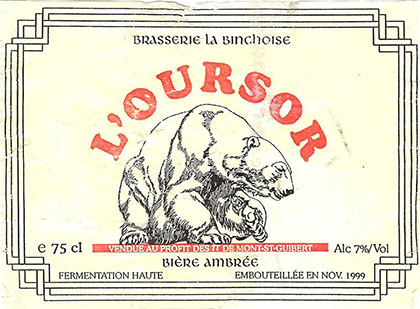 BRASSERIE LA BINCHOISE
L'OURSOR
e 75 cl
VENDUE AU PROFIT DES TT DE MONT-ST-GUIBERT
Alc 7%/Vol
BIÈRE AMBRÉE
FERMENTATION HAUTE
EMBOUTEILLÉE EN NOV. 1999